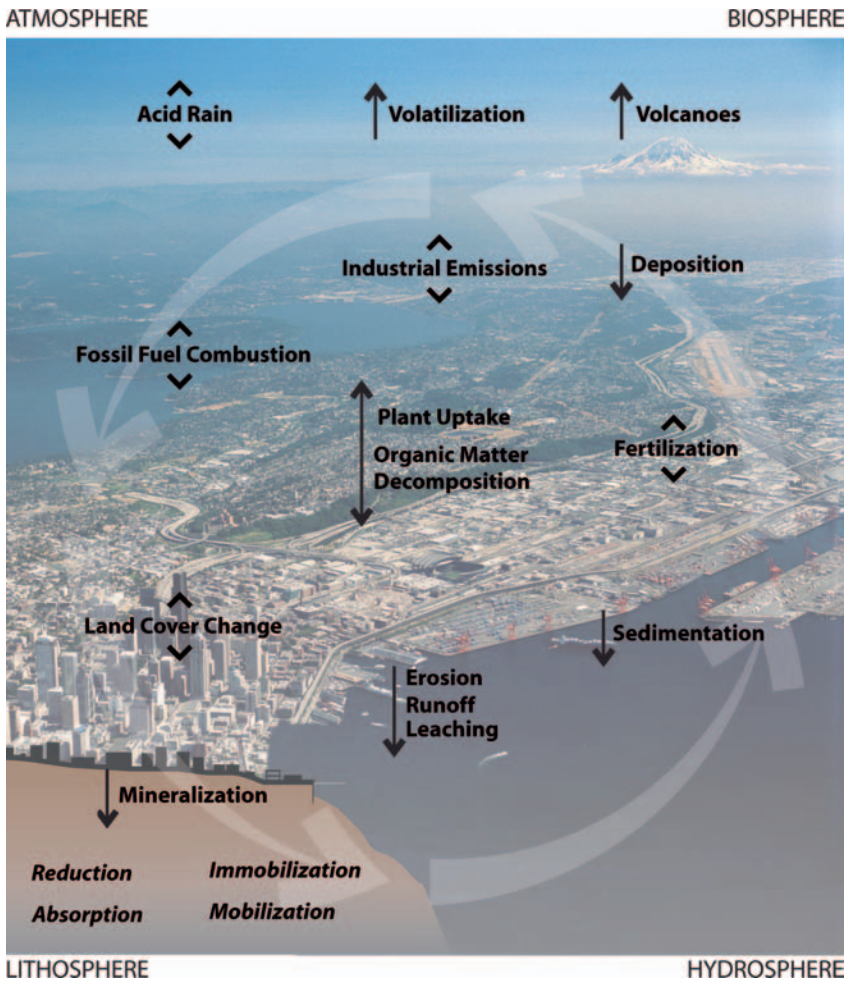 ATMOSPHERE
BIOSPHERE
Acid Rain
Volatilization
Volcanoes
Industrial Emissions
Deposition
Fossil Fuel Combustion
Plant Uptake
Organic Matter
Decomposition
Fertilization
Land Cover Change
Sedimentation
Erosion
Runoff
Leaching
Mineralization
Reduction
Immobilization
Absorption
Mobilization
LITHOSPHERE
HYDROSPHERE